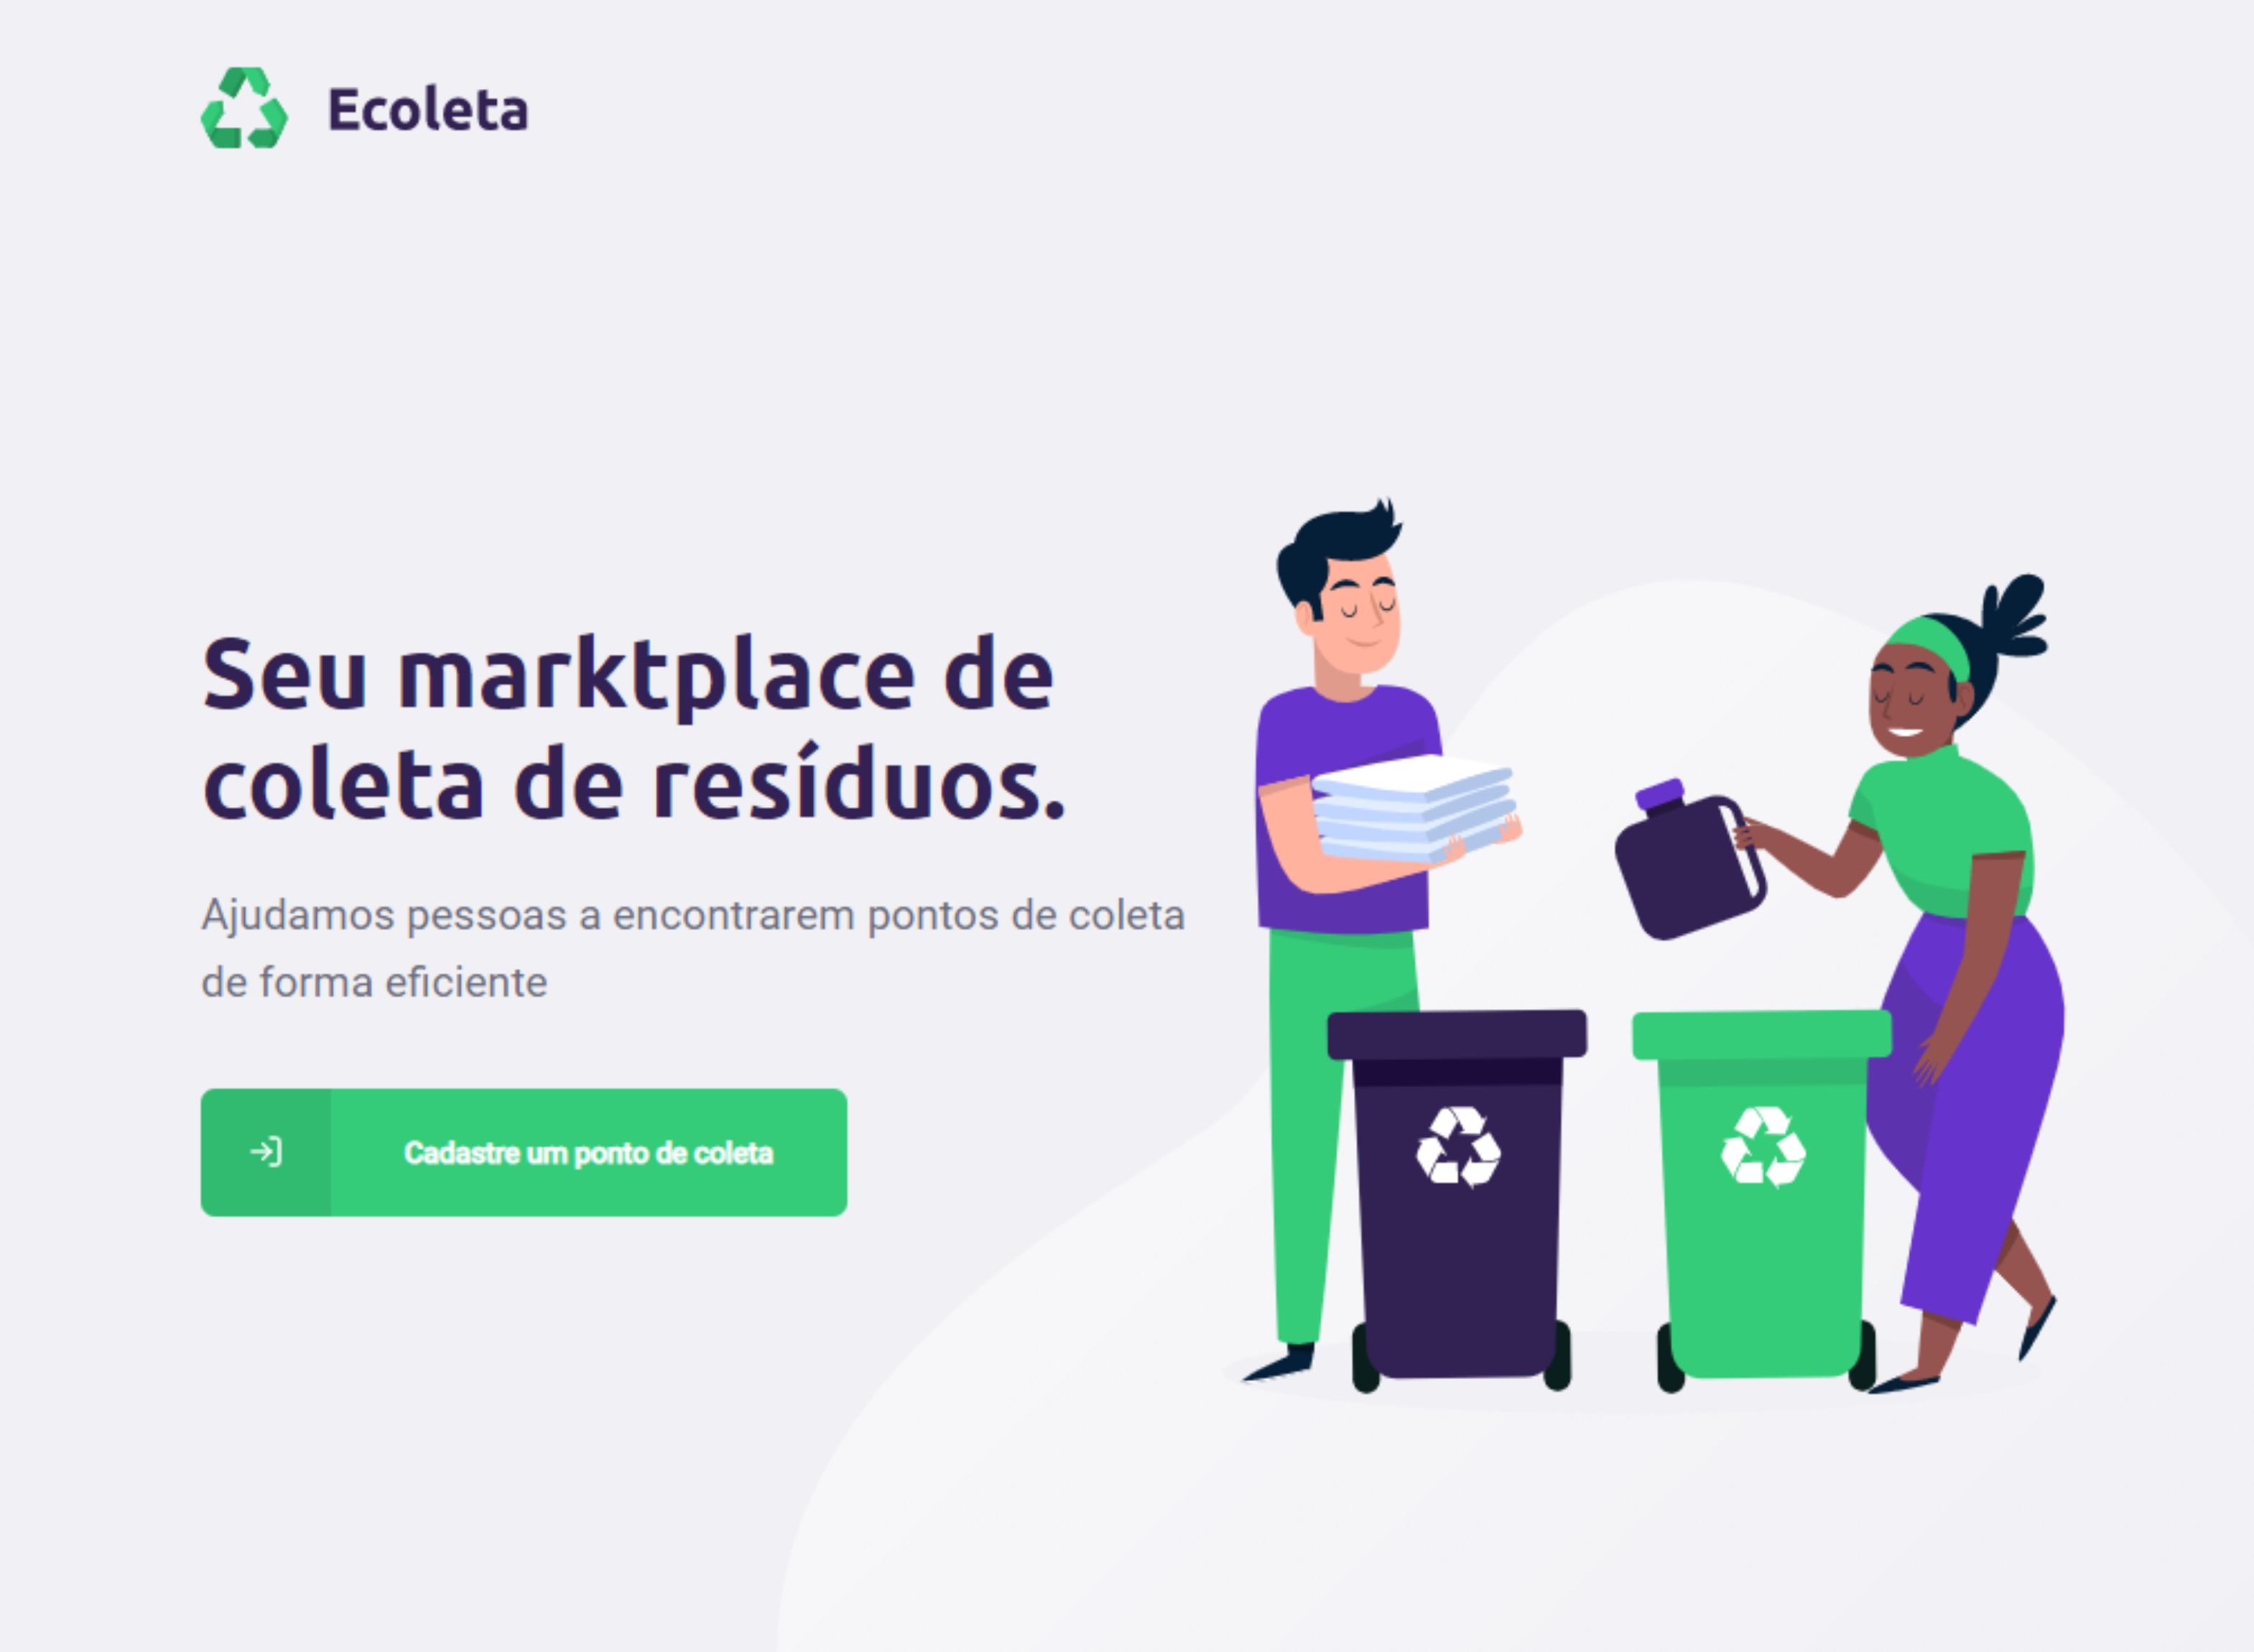 Ecoleta
Seu marktplace de
coleta de resíduos.
Ajudamos pessoas a encontrarem pontos de coleta
de forma eficiente
Cadastre um ponto de coleta